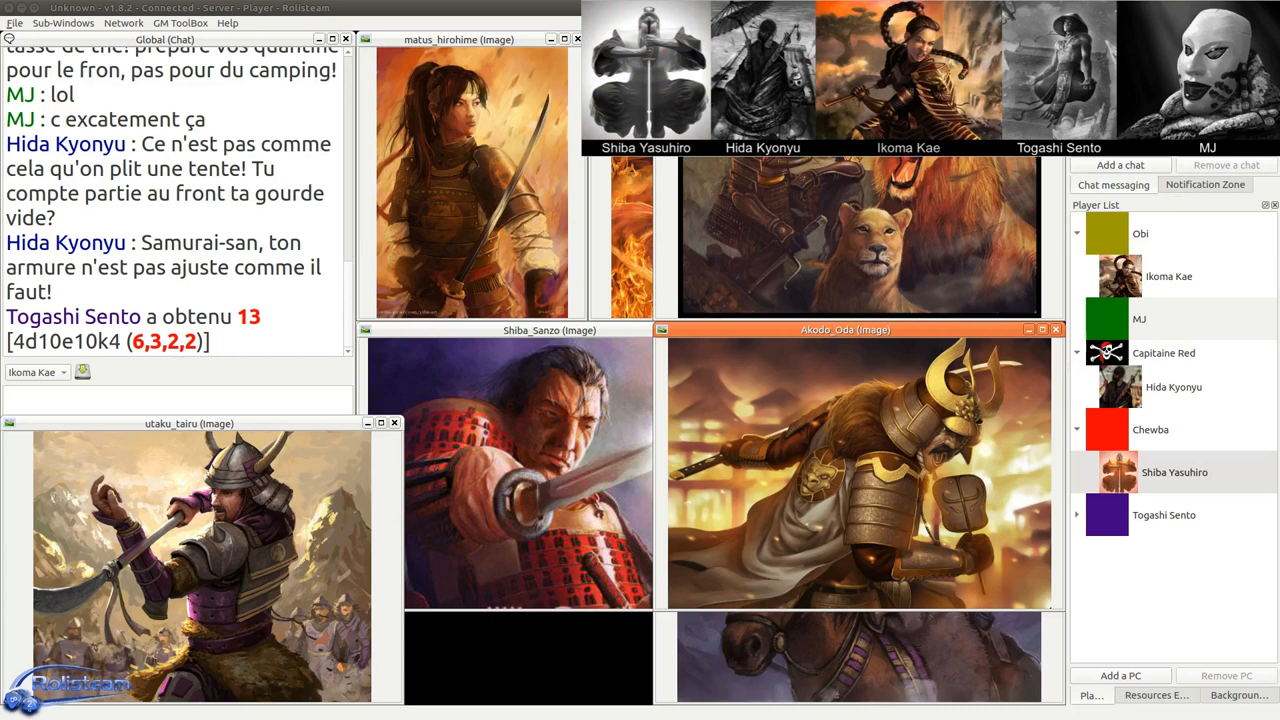 Unknown - v1.8.2 - Connected - Server - Player - Rolisteam
File Sub-Windows Network GM ToolBox Help
Global (Chat)
pour le fron, pas pour du camping!
MJ : lol
MJ : c excatement ça
Hida Kyonyu : Ce n'est pas comme
cela qu'on plit une tente! Tu
compte partie au front ta gourde
vide?
Hida Kyonyu : Samurai-san, ton
armure n'est pas ajuste comme il
faut!
Togashi Sento a obtenu 13
[4d10e10k4 (6,3,2,2)]
Ikoma Kae
matus_hirohime (Image)
Shiba Yasuhiro
Hida Kyonyu
Ikoma Kae
Togashi Sento
MJ
Shiba_Sanzo (Image)
Akodo_Oda (Image)
utaku_tairu (Image)
Rolisteam
Add a chat
Remove a chat
Chat messaging
Notification Zone
Player List
Obi
Ikoma Kae
MJ
Capitaine Red
Hida Kyonyu
Chewba
Shiba Yasuhiro
Togashi Sento
Add a PC
Remove PC
Pla...
Resources E...
Backgroun...